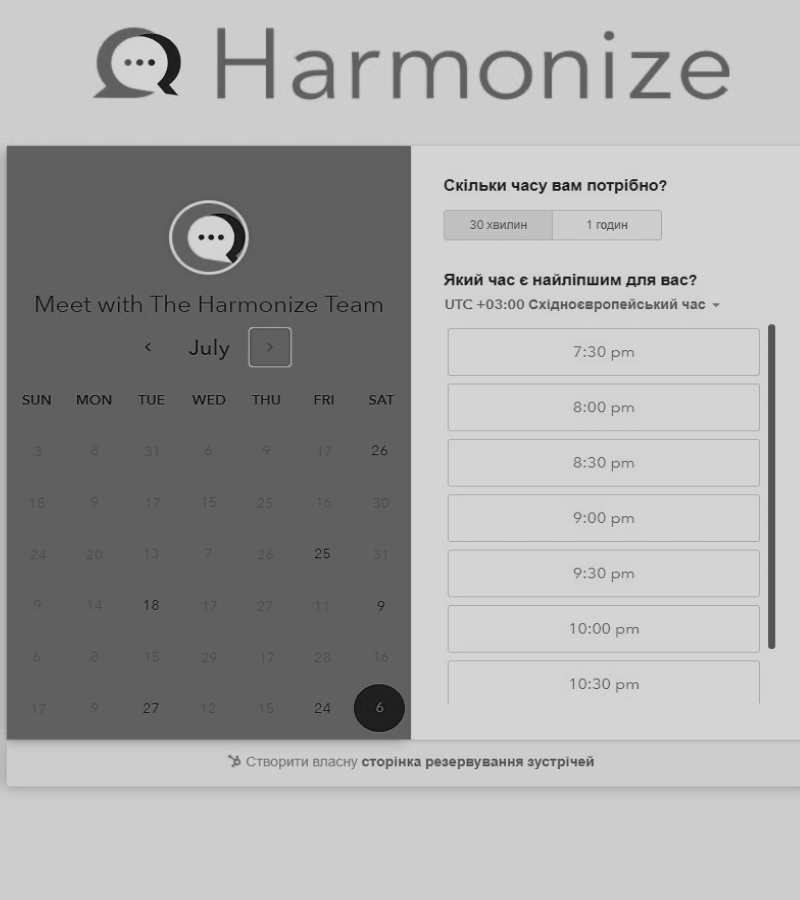 Harmonize
Meet with The Harmonize Team
July
SUN MON TUE WED THU FRI SAT
3 8 31 6 9 17 26
18 9 17 15 25 16 30
24 20 13 7 26 25 31
9 14 18 17 27 11 9
6 8 15 29 17 28 16
17 9 27 12 15 24 6
Скільки часу вам потрібно?
30 хвилин 1 годин
Який час є найліпшим для вас?
UTC +03:00 Східноєвропейський час
7:30 pm
8:00 pm
8:30 pm
9:00 pm
9:30 pm
10:00 pm
10:30 pm
Створити власну сторінка резервування зустрічей